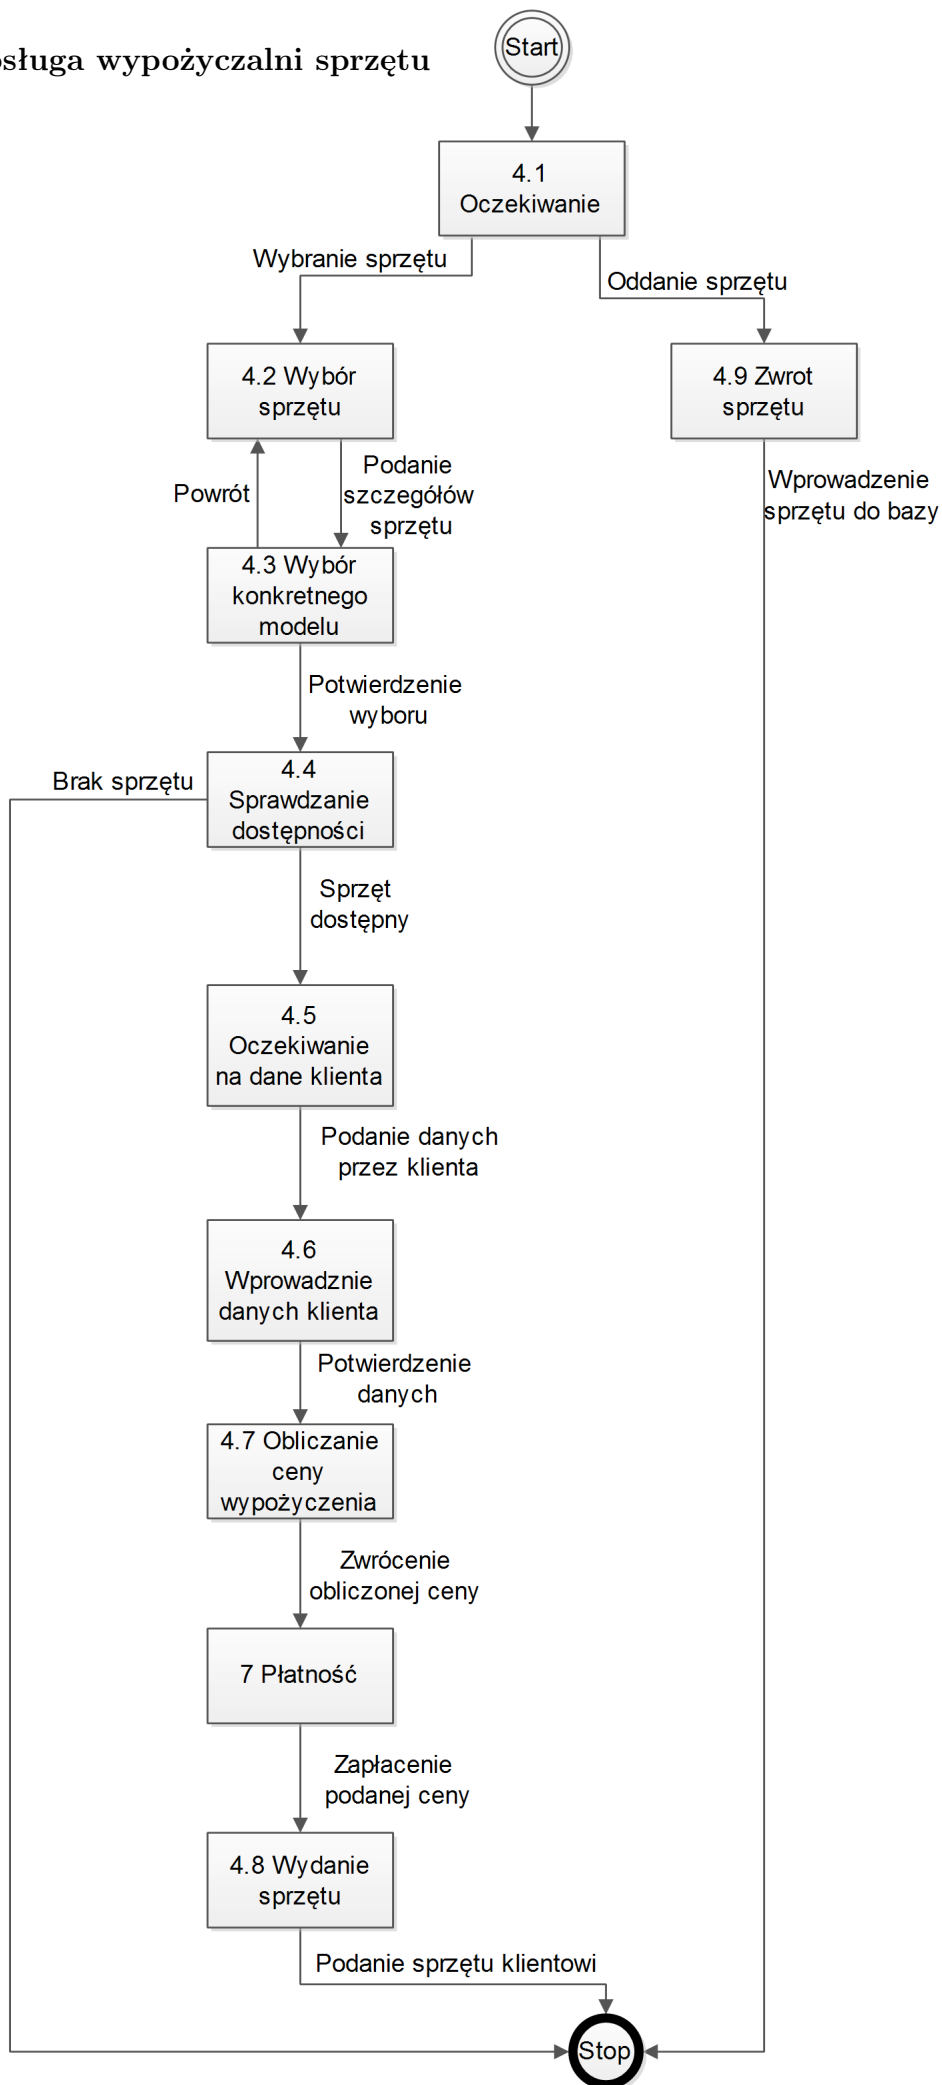 sługa wypożyczalni sprzętu
Start
4.1
Oczekiwanie
Wybranie sprzętu
Oddanie sprzętu
4.2 Wybór
sprzętu
4.9 Zwrot
sprzętu
Powrót
Podanie
szczegółów
sprzętu
Wprowadzenie
sprzętu do bazy
4.3 Wybór
konkretnego
modelu
Potwierdzenie
wyboru
Brak sprzętu
4.4
Sprawdzanie
dostępności
Sprzęt
dostępny
4.5
Oczekiwanie
na dane klienta
Podanie danych
przez klienta
4.6
Wprowadznie
danych klienta
Potwierdzenie
danych
4.7 Obliczanie
ceny
wypożyczenia
Zwrócenie
obliczonej ceny
7 Płatność
Zapłacenie
podanej ceny
4.8 Wydanie
sprzętu
Podanie sprzętu klientowi
Stop